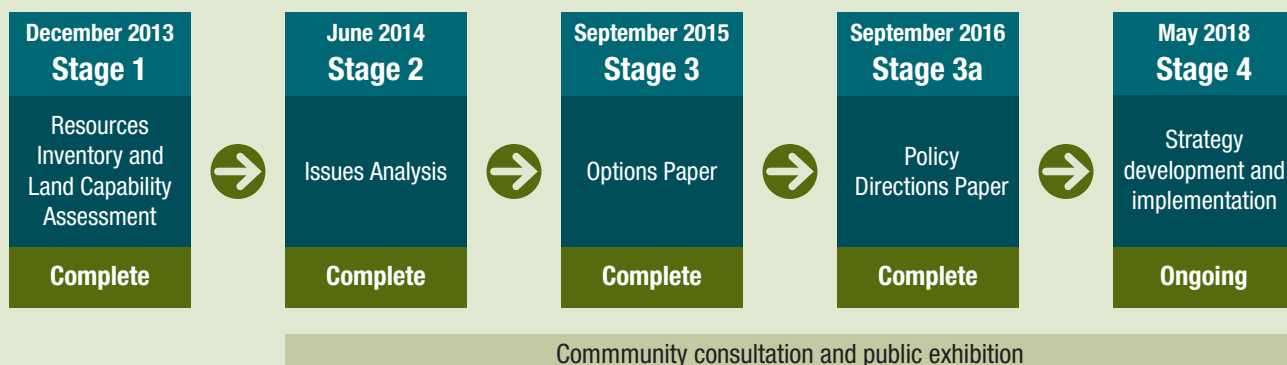 December 2013
Stage 1
Resources
Inventory and
Land Capability
Assessment
Complete
June 2014
Stage 2
Issues Analysis
Complete
September 2015
Stage 3
Options Paper
Complete
September 2016
Stage 3a
Policy
Directions Paper
Complete
May 2018
Stage 4
Strategy
development and
implementation
Ongoing
Commmunity consultation and public exhibition